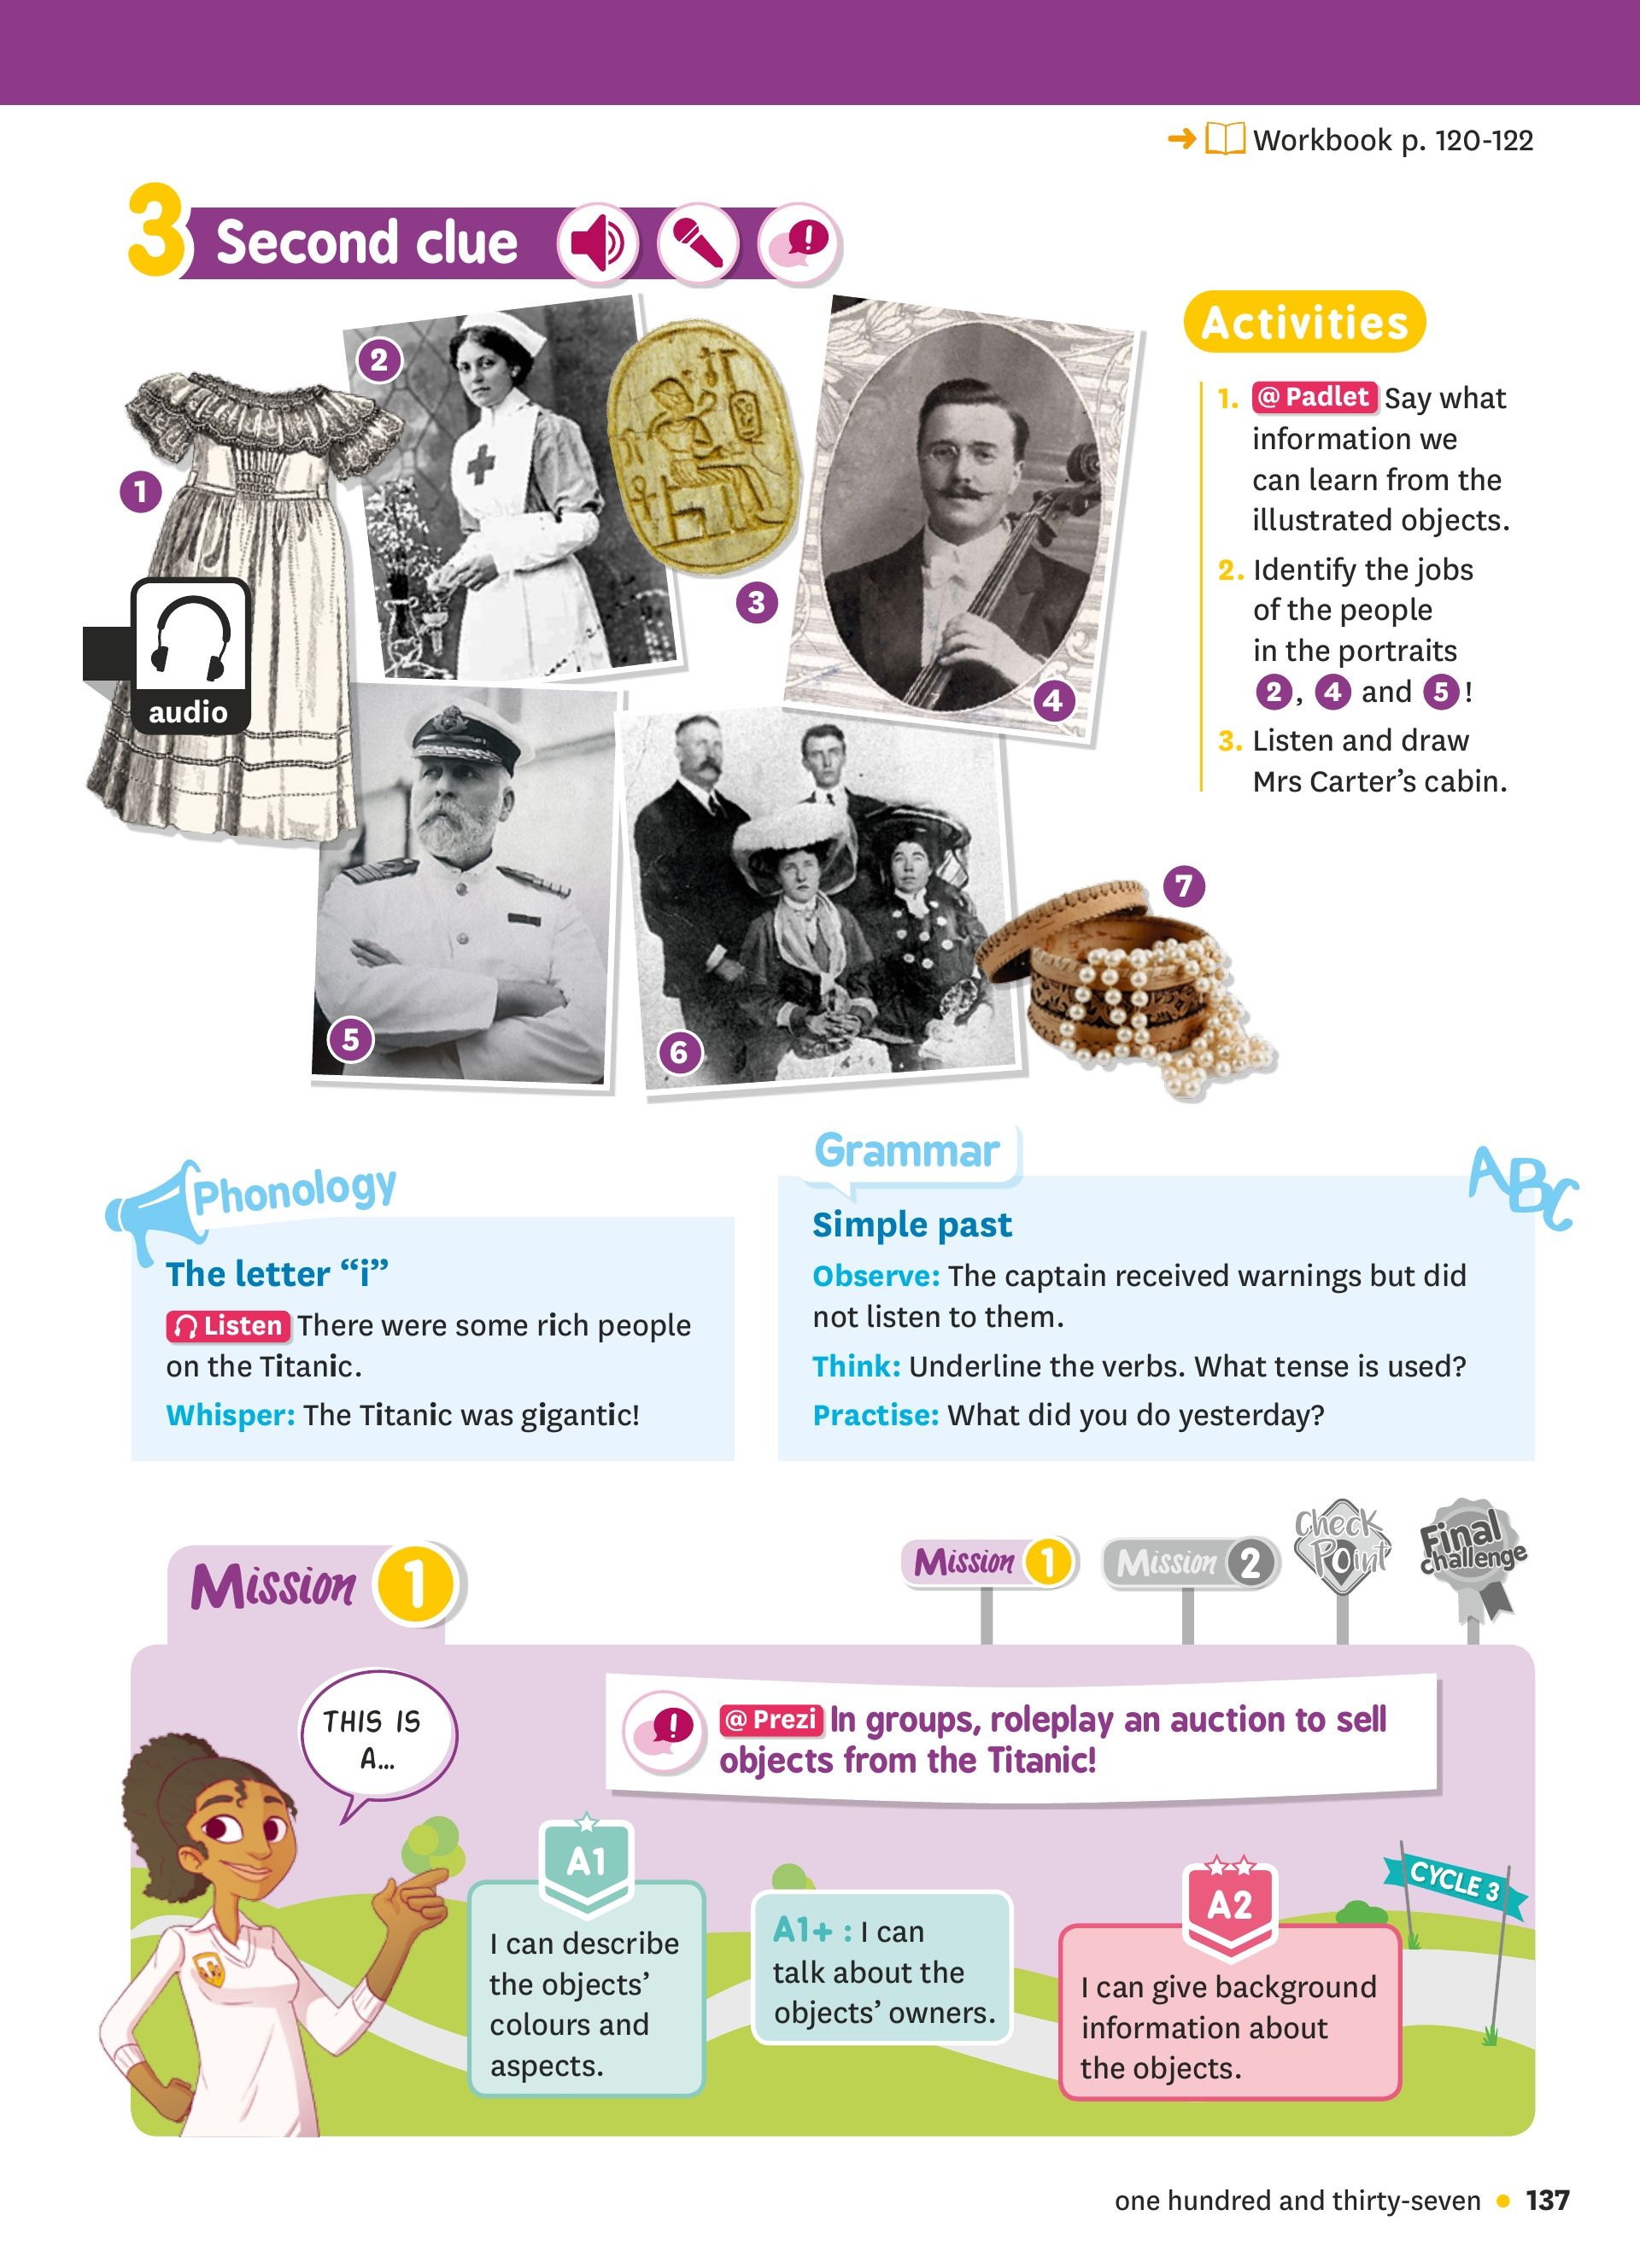 Workbook p. 120-122
3 Second clue
1
2
3
4
audio
5
6
7
Activities
1. @ Padlet Say what
information we
can learn from the
illustrated objects.
2. Identify the jobs
of the people
in the portraits
2, 4 and 5!
3. Listen and draw
Mrs Carter's cabin.
Phonology
The letter “i”
Listen There were some rich people
on the Titanic.
Whisper: The Titanic was gigantic!
Grammar
ABC
Simple past
Observe: The captain received warnings but did
not listen to them.
Think: Underline the verbs. What tense is used?
Practise: What did you do yesterday?
Mission 1
Mission 1
Mission 2
Check
Point
Final
challenge
THIS IS
A...
@ Prezi In groups, roleplay an auction to sell
objects from the Titanic!
A1
I can describe
the objects’
colours and
aspects.
A1+ : I can
talk about the
objects’ owners.
A2
I can give background
information about
the objects.
CYCLE 3
one hundred and thirty-seven • 137